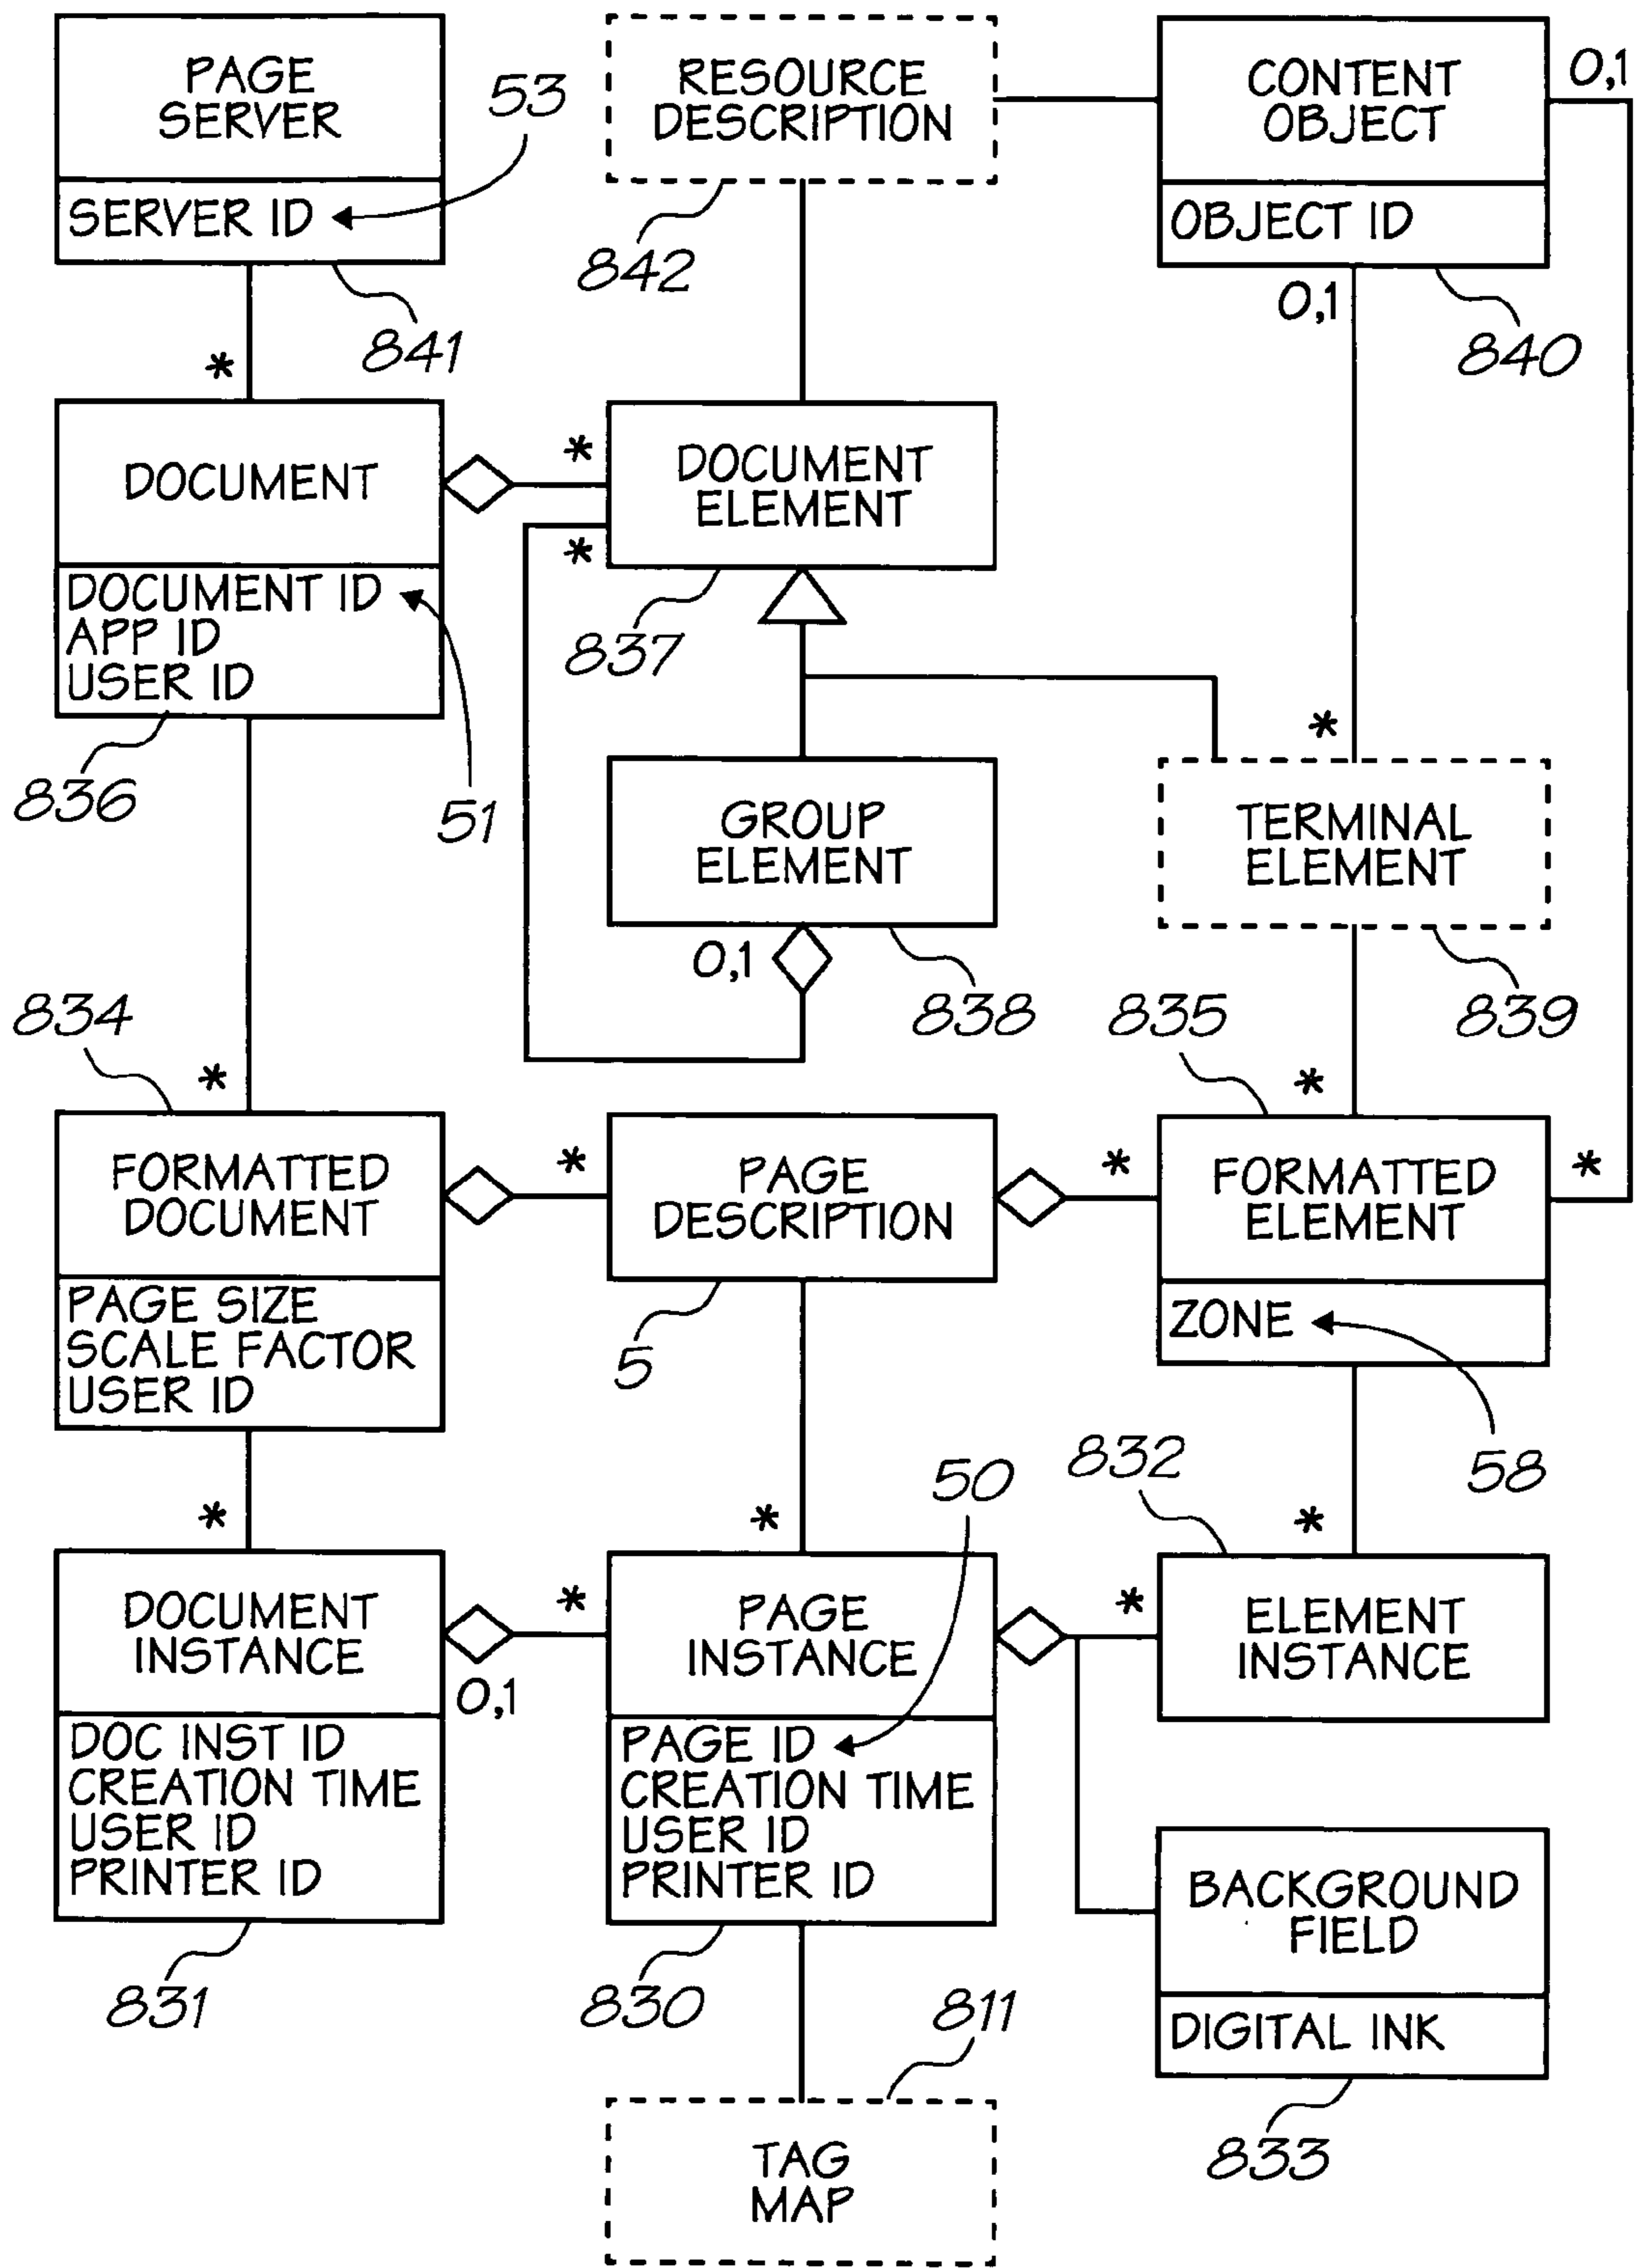 PAGE
SERVER
SERVER ID
53
841
RESOURCE
DESCRIPTION
842
CONTENT
OBJECT
OBJECT ID
0,1
0,1
840
*
DOCUMENT
DOCUMENT ID
APP ID
USER ID
836
51
*
*
DOCUMENT
ELEMENT
837
GROUP
ELEMENT
0,1
838
*
TERMINAL
ELEMENT
839
834
*
FORMATTED
DOCUMENT
PAGE SIZE
SCALE FACTOR
USER ID
*
PAGE
DESCRIPTION
5
835
*
*
*
FORMATTED
ELEMENT
ZONE
58
*
DOCUMENT
INSTANCE
DOC INST ID
CREATION TIME
USER ID
PRINTER ID
831
0,1
*
*
50
PAGE
INSTANCE
PAGE ID
CREATION TIME
USER ID
PRINTER ID
830
832
*
*
ELEMENT
INSTANCE
BACKGROUND
FIELD
DIGITAL INK
833
811
TAG
MAP